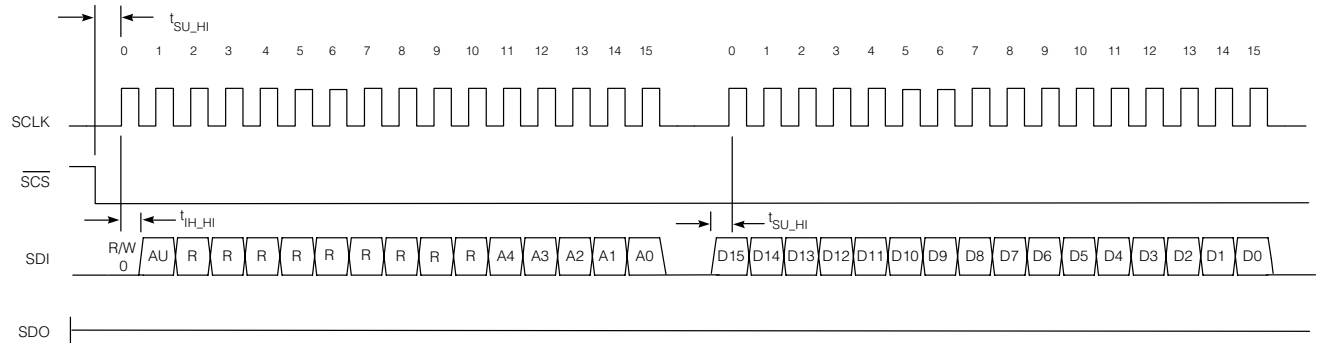 t_SU_HI
0 1 2 3 4 5 6 7 8 9 10 11 12 13 14 15 0 1 2 3 4 5 6 7 8 9 10 11 12 13 14 15
SCLK
SCS
t_IH_HI t_SU_HI
SDI R/W 0 AU R R R R R R R R R A4 A3 A2 A1 A0 D15 D14 D13 D12 D11 D10 D9 D8 D7 D6 D5 D4 D3 D2 D1 D0
SDO